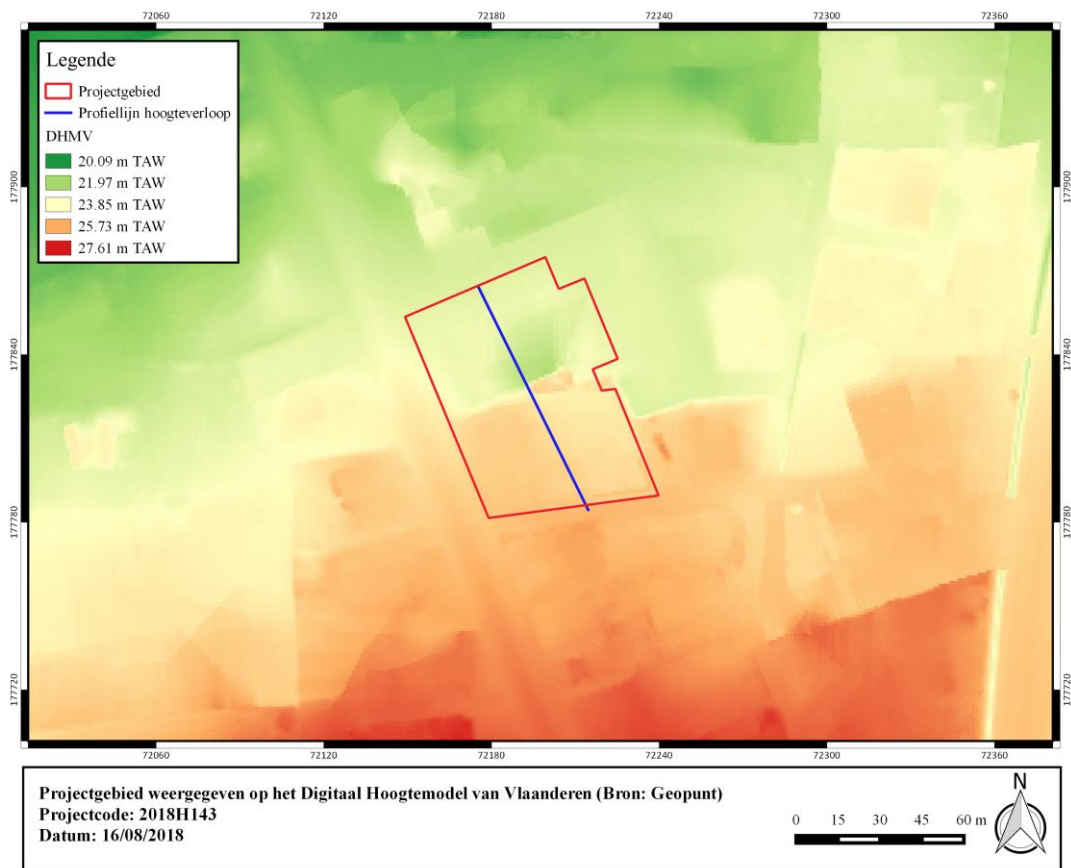 72060 72120 72180 72240 72300 72360
Legende
Projectgebied
Profiellijn hoogteverloop
DHMV
20.09 m TAW
21.97 m TAW
23.85 m TAW
25.73 m TAW
27.61 m TAW
177900 177900
177840 177840
177780 177780
177720 177720
72060 72120 72180 72240 72300 72360
Projectgebied weergegeven op het Digitaal Hoogtemodel van Vlaanderen (Bron: Geopunt)
Projectcode: 2018H143
Datum: 16/08/2018
0 15 30 45 60 m
N